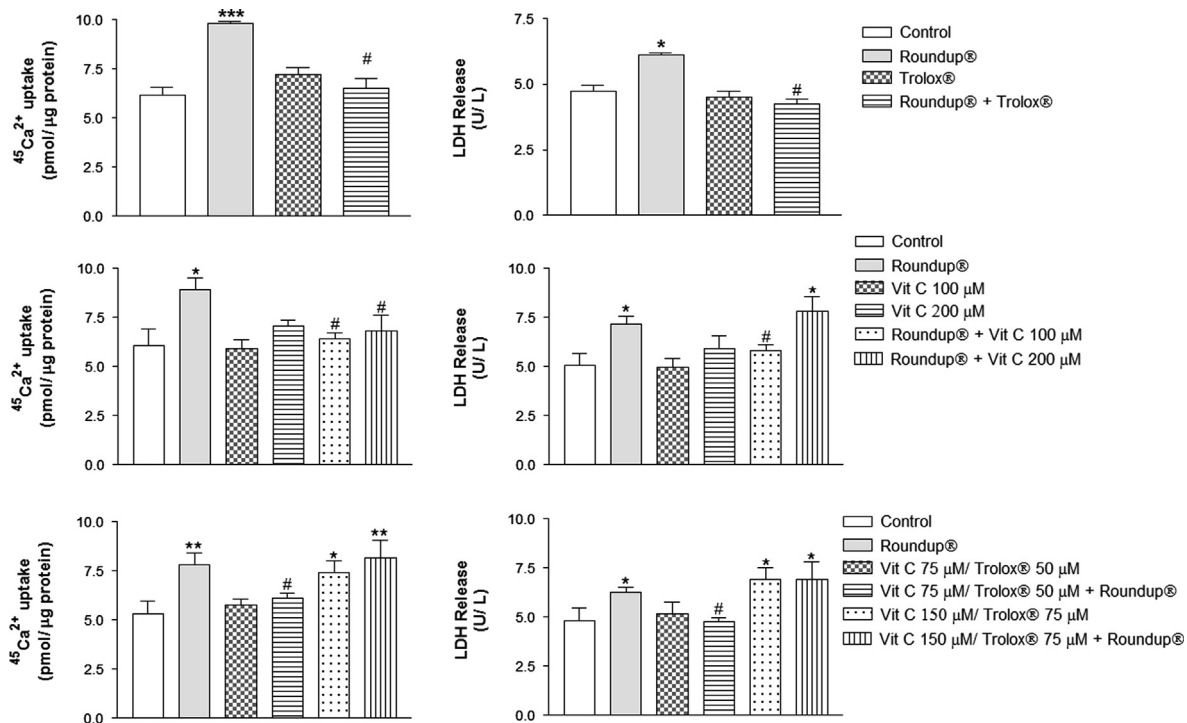 45Ca2+ uptake
(pmol/ µg protein)
10.0
7.5
5.0
2.5
0.0
***
#
LDH Release
(U/ L)
7.5
5.0
2.5
0.0
*
#
Control
Roundup®
Trolox®
Roundup® + Trolox®
45Ca2+ uptake
(pmol/ µg protein)
10.0
7.5
5.0
2.5
0.0
*
#
#
LDH Release
(U/ L)
10.0
7.5
5.0
2.5
0.0
*
#
*
Control
Roundup®
Vit C 100 µM
Vit C 200 µM
Roundup® + Vit C 100 µM
Roundup® + Vit C 200 µM
45Ca2+ uptake
(pmol/ µg protein)
10.0
7.5
5.0
2.5
0.0
**
#
*
**
LDH Release
(U/ L)
10.0
7.5
5.0
2.5
0.0
*
#
*
*
Control
Roundup®
Vit C 75 µM/ Trolox® 50 µM
Vit C 75 µM/ Trolox® 50 µM + Roundup®
Vit C 150 µM/ Trolox® 75 µM
Vit C 150 µM/ Trolox® 75 µM + Roundup®